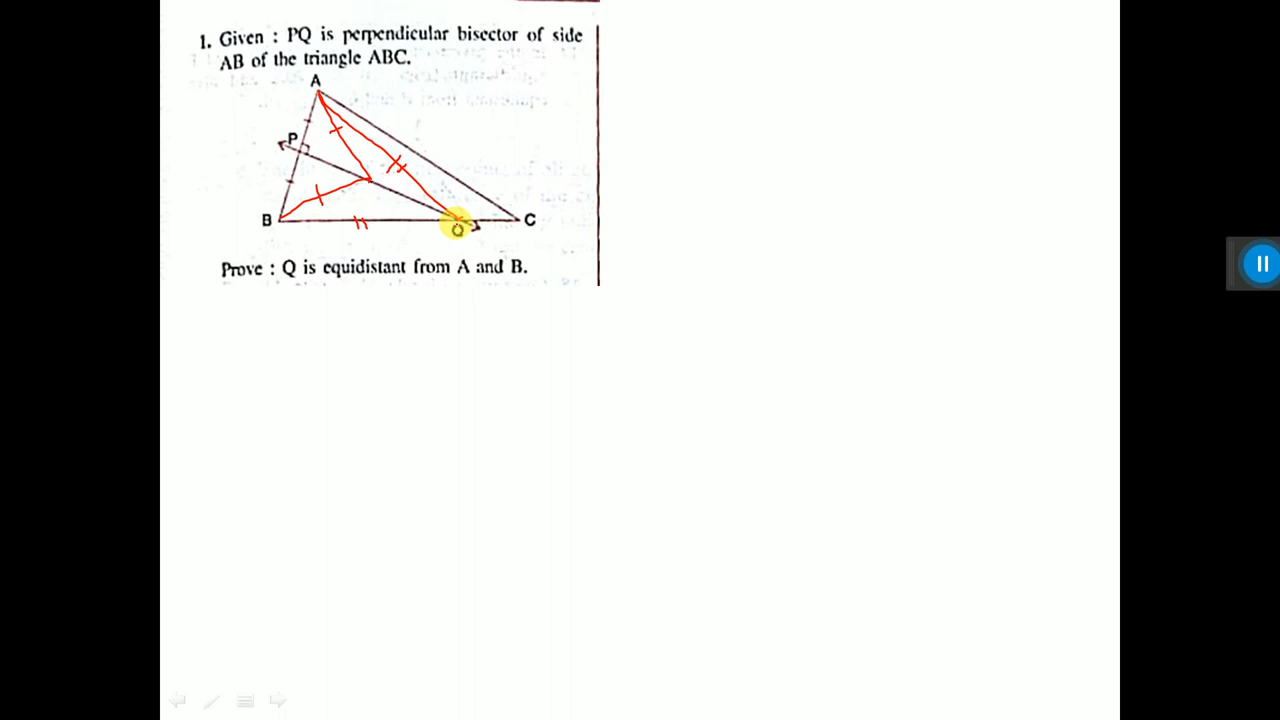 1. Given : PQ is perpendicular bisector of side
AB of the triangle ABC.
A
P
B
Q
C
Prove : Q is equidistant from A and B.